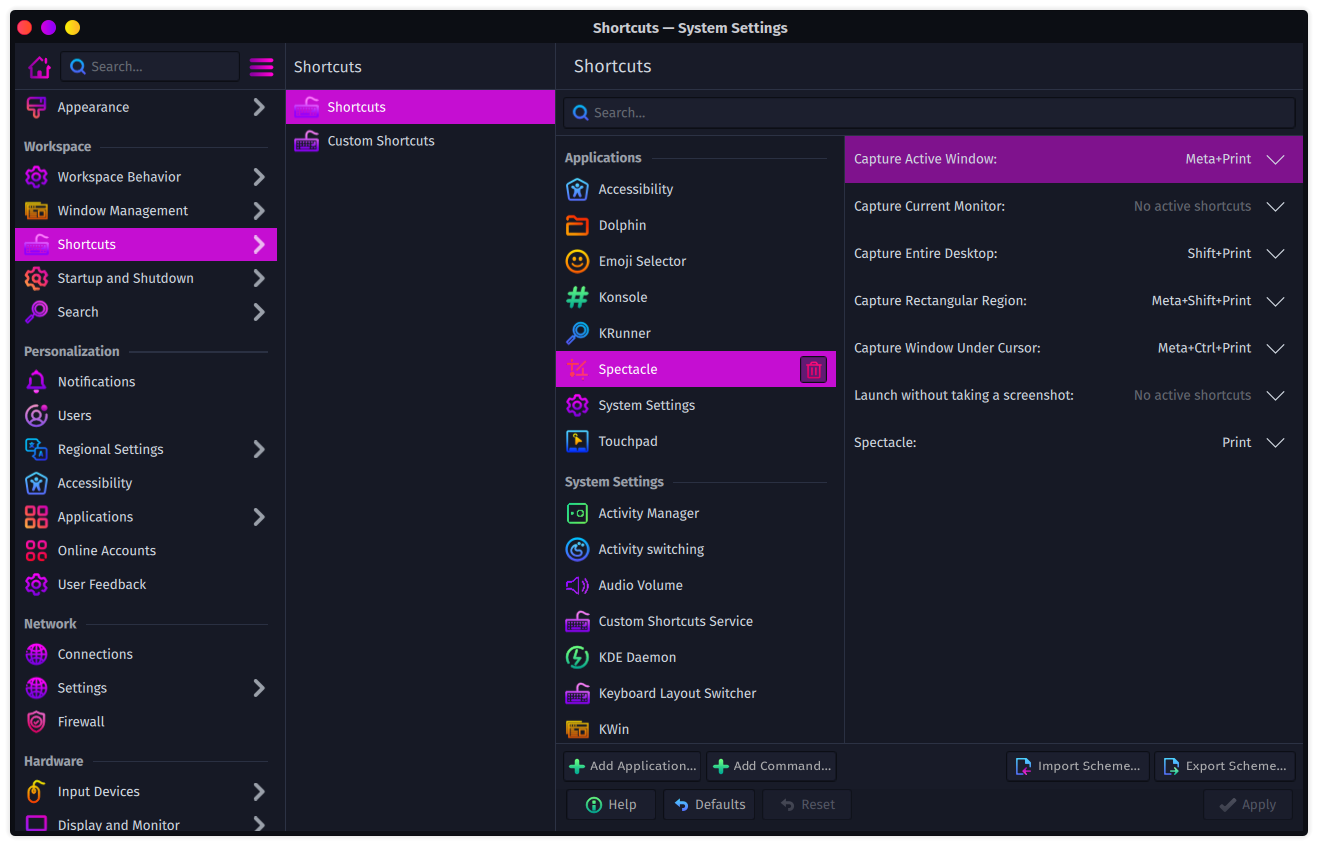 Shortcuts — System Settings
Search...
Appearance
Workspace
Workspace Behavior
Window Management
Shortcuts
Startup and Shutdown
Search
Personalization
Notifications
Users
Regional Settings
Accessibility
Applications
Online Accounts
User Feedback
Network
Connections
Settings
Firewall
Hardware
Input Devices
Display and Monitor
Shortcuts
Shortcuts
Custom Shortcuts
Shortcuts
Search...
Applications
Accessibility
Dolphin
Emoji Selector
Konsole
KRunner
Spectacle
System Settings
Touchpad
System Settings
Activity Manager
Activity switching
Audio Volume
Custom Shortcuts Service
KDE Daemon
Keyboard Layout Switcher
KWin
Capture Active Window: Meta+Print
Capture Current Monitor: No active shortcuts
Capture Entire Desktop: Shift+Print
Capture Rectangular Region: Meta+Shift+Print
Capture Window Under Cursor: Meta+Ctrl+Print
Launch without taking a screenshot: No active shortcuts
Spectacle: Print
Add Application... Add Command... Import Scheme... Export Scheme...
Help Defaults Reset Apply